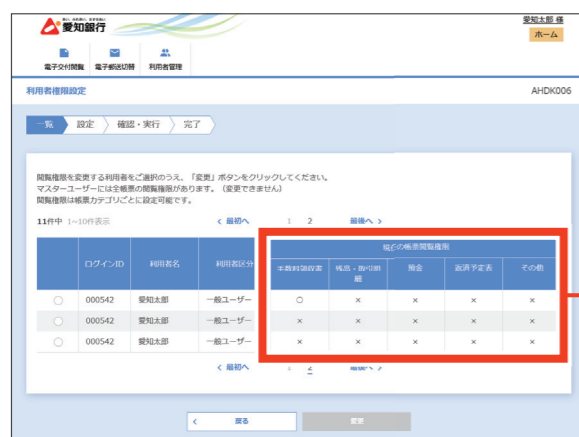 愛知銀行
愛知太郎 様
ホーム
電子交付閲覧 電子郵送切替 利用者管理
利用者権限設定 AHDK006
一覧 設定 確認・実行 完了
閲覧権限を変更する利用者をご選択のうえ、「変更」ボタンをクリックしてください。
マスターユーザーには全帳票の閲覧権限があります。（変更できません）
閲覧権限は帳票カテゴリごとに設定可能です。
11件中 1~10件表示 < 最初へ 1 2 最後へ >
現在の帳票閲覧権限
ログインID 利用者名 利用者区分 手数料領収書 残高・取引明細 預金 返済予定表 その他
000542 愛知太郎 一般ユーザー ○ × × × ×
000542 愛知太郎 一般ユーザー × × × × ×
000542 愛知太郎 一般ユーザー × × × × ×
< 最初へ 1 2 最後へ >
< 戻る 変更